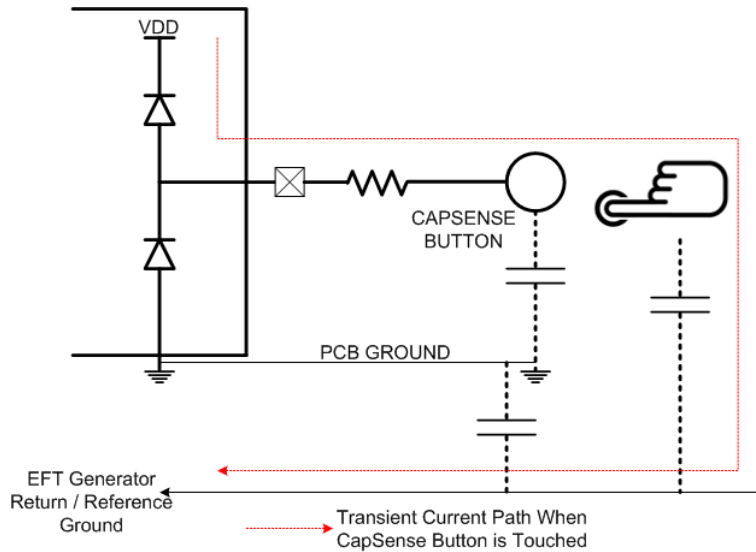 VDD
CAPSENSE
BUTTON
PCB GROUND
EFT Generator
Return / Reference
Ground
Transient Current Path When
CapSense Button is Touched